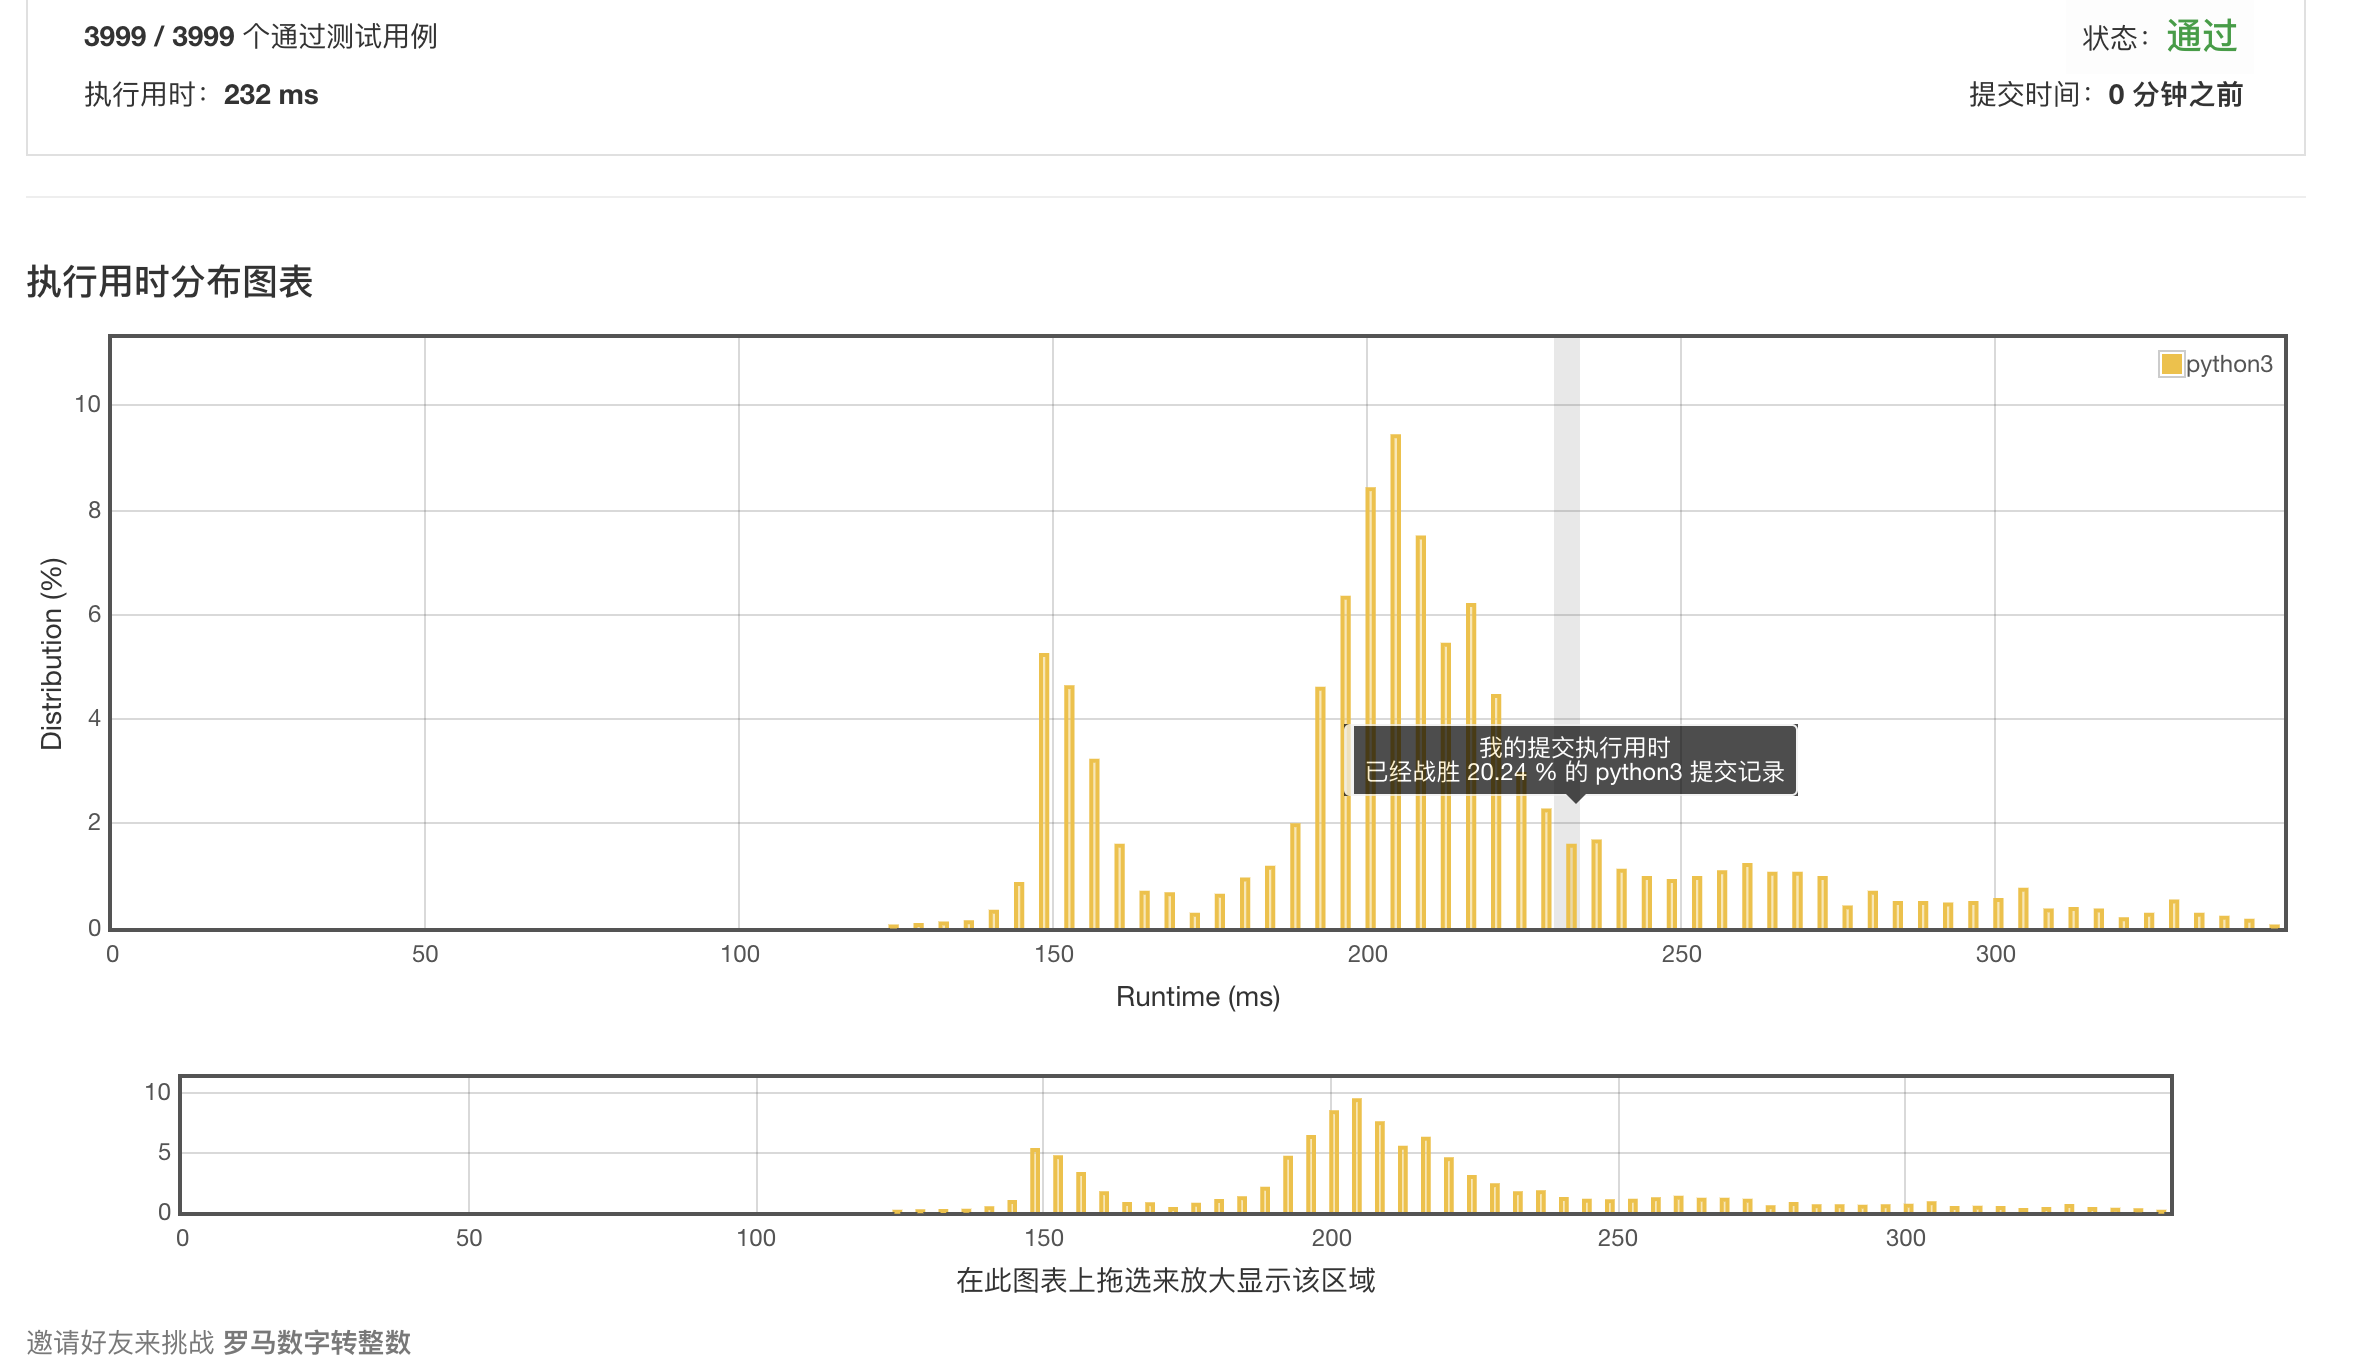 3999 / 3999 个通过测试用例
状态：通过
执行用时：232 ms
提交时间：0 分钟之前
执行用时分布图表
python3
10
8
6
4
2
0
Distribution (%)
我的提交执行用时
已经战胜 20.24 % 的 python3 提交记录
0 50 100 150 200 250 300
Runtime (ms)
10
5
0
0 50 100 150 200 250 300
在此图表上拖选来放大显示该区域
邀请好友来挑战 罗马数字转整数